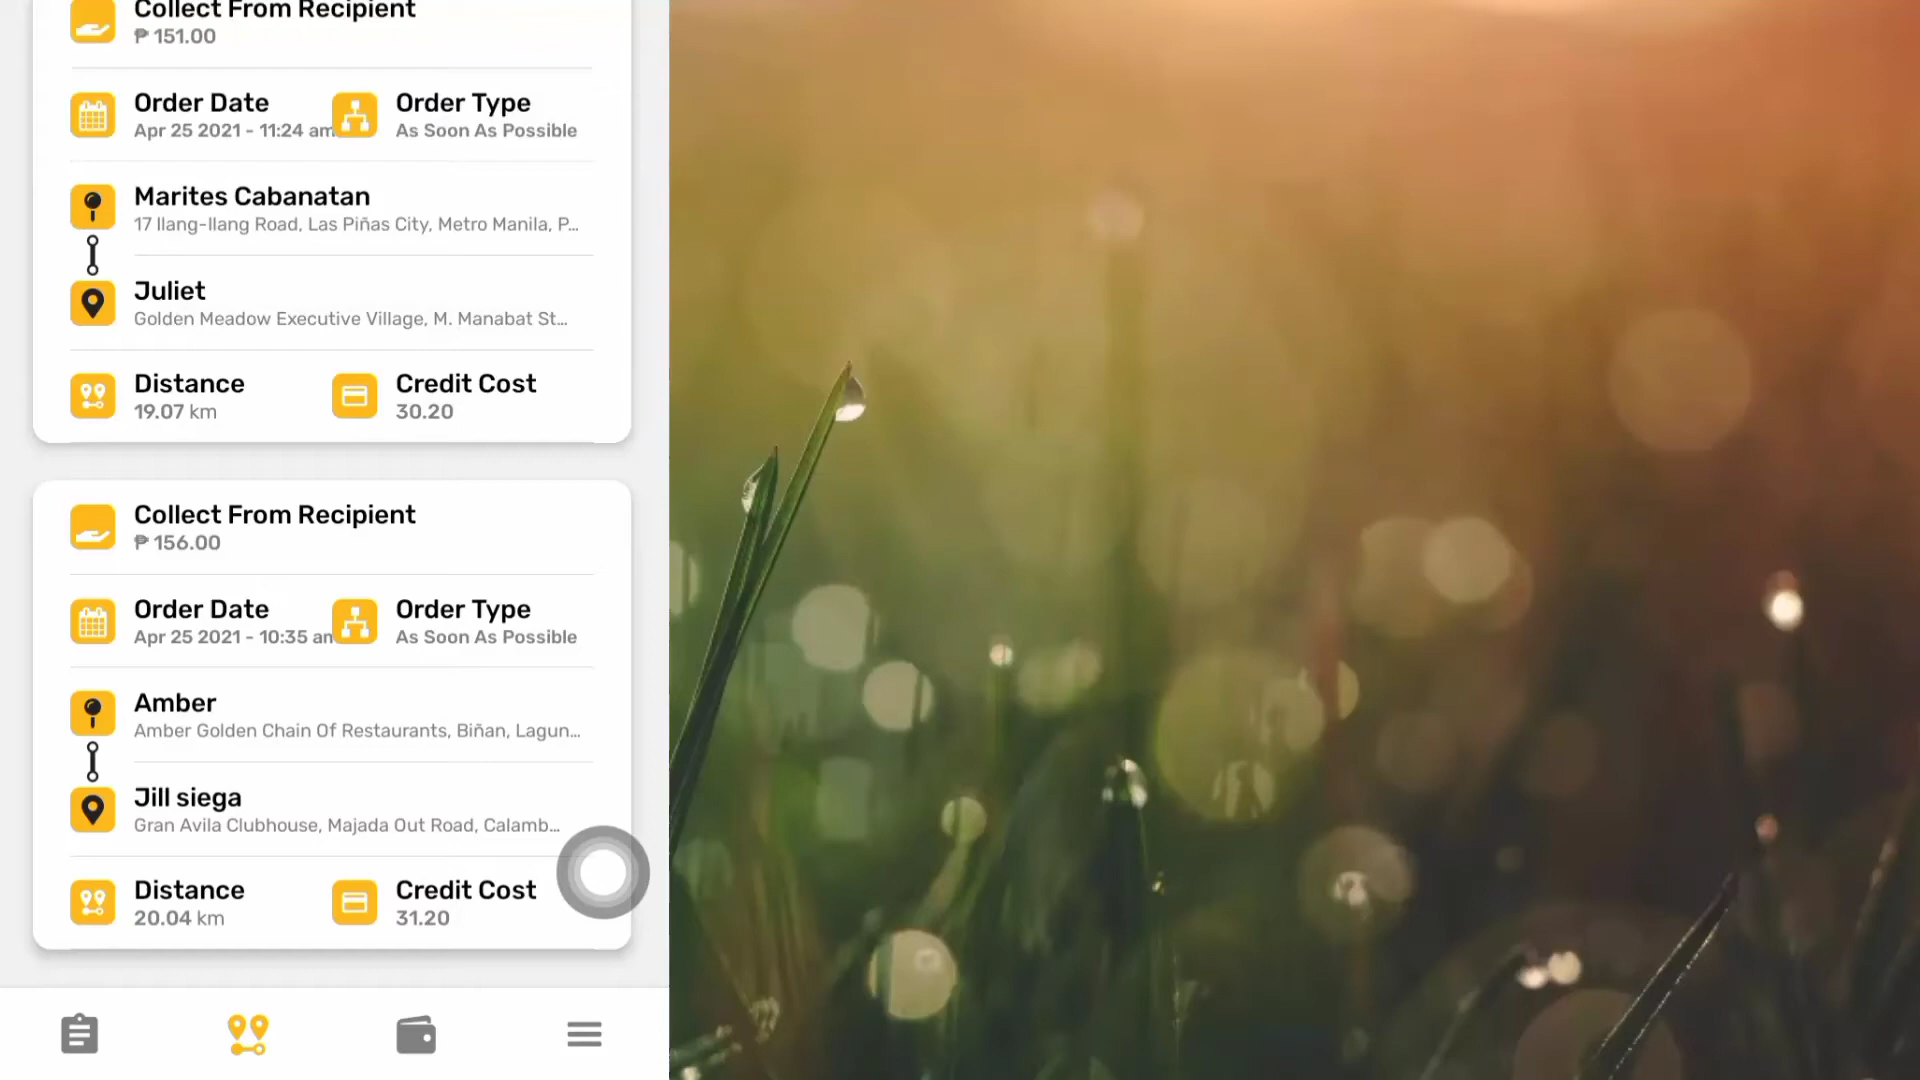 Collect From Recipient
₱ 151.00
Order Date
Order Type
Apr 25 2021 - 11:24 am
As Soon As Possible
Marites Cabanatan
17 Ilang-Ilang Road, Las Piñas City, Metro Manila, P...
Juliet
Golden Meadow Executive Village, M. Manabat St...
Distance
Credit Cost
19.07 km
30.20
Collect From Recipient
₱ 156.00
Order Date
Order Type
Apr 25 2021 - 10:35 am
As Soon As Possible
Amber
Amber Golden Chain Of Restaurants, Biñan, Lagun...
Jill siega
Gran Avila Clubhouse, Majada Out Road, Calamb...
Distance
Credit Cost
20.04 km
31.20